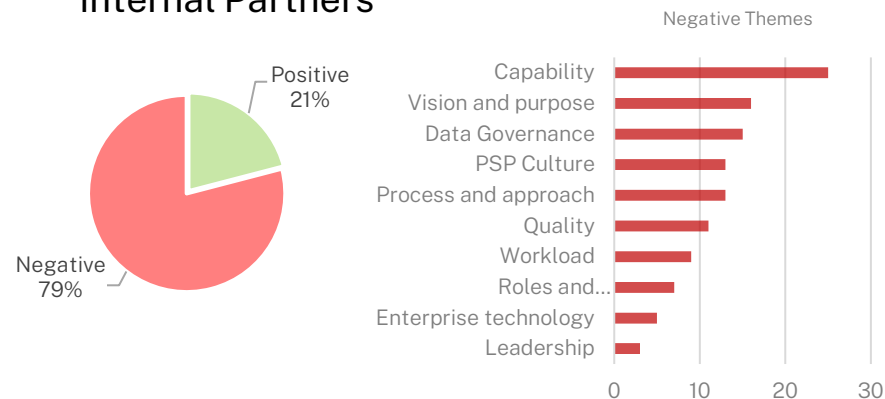 Internal Partners
Positive
21%
Negative
79%
Negative Themes
Capability
Vision and purpose
Data Governance
PSP Culture
Process and approach
Quality
Workload
Roles and...
Enterprise technology
Leadership
0 10 20 30